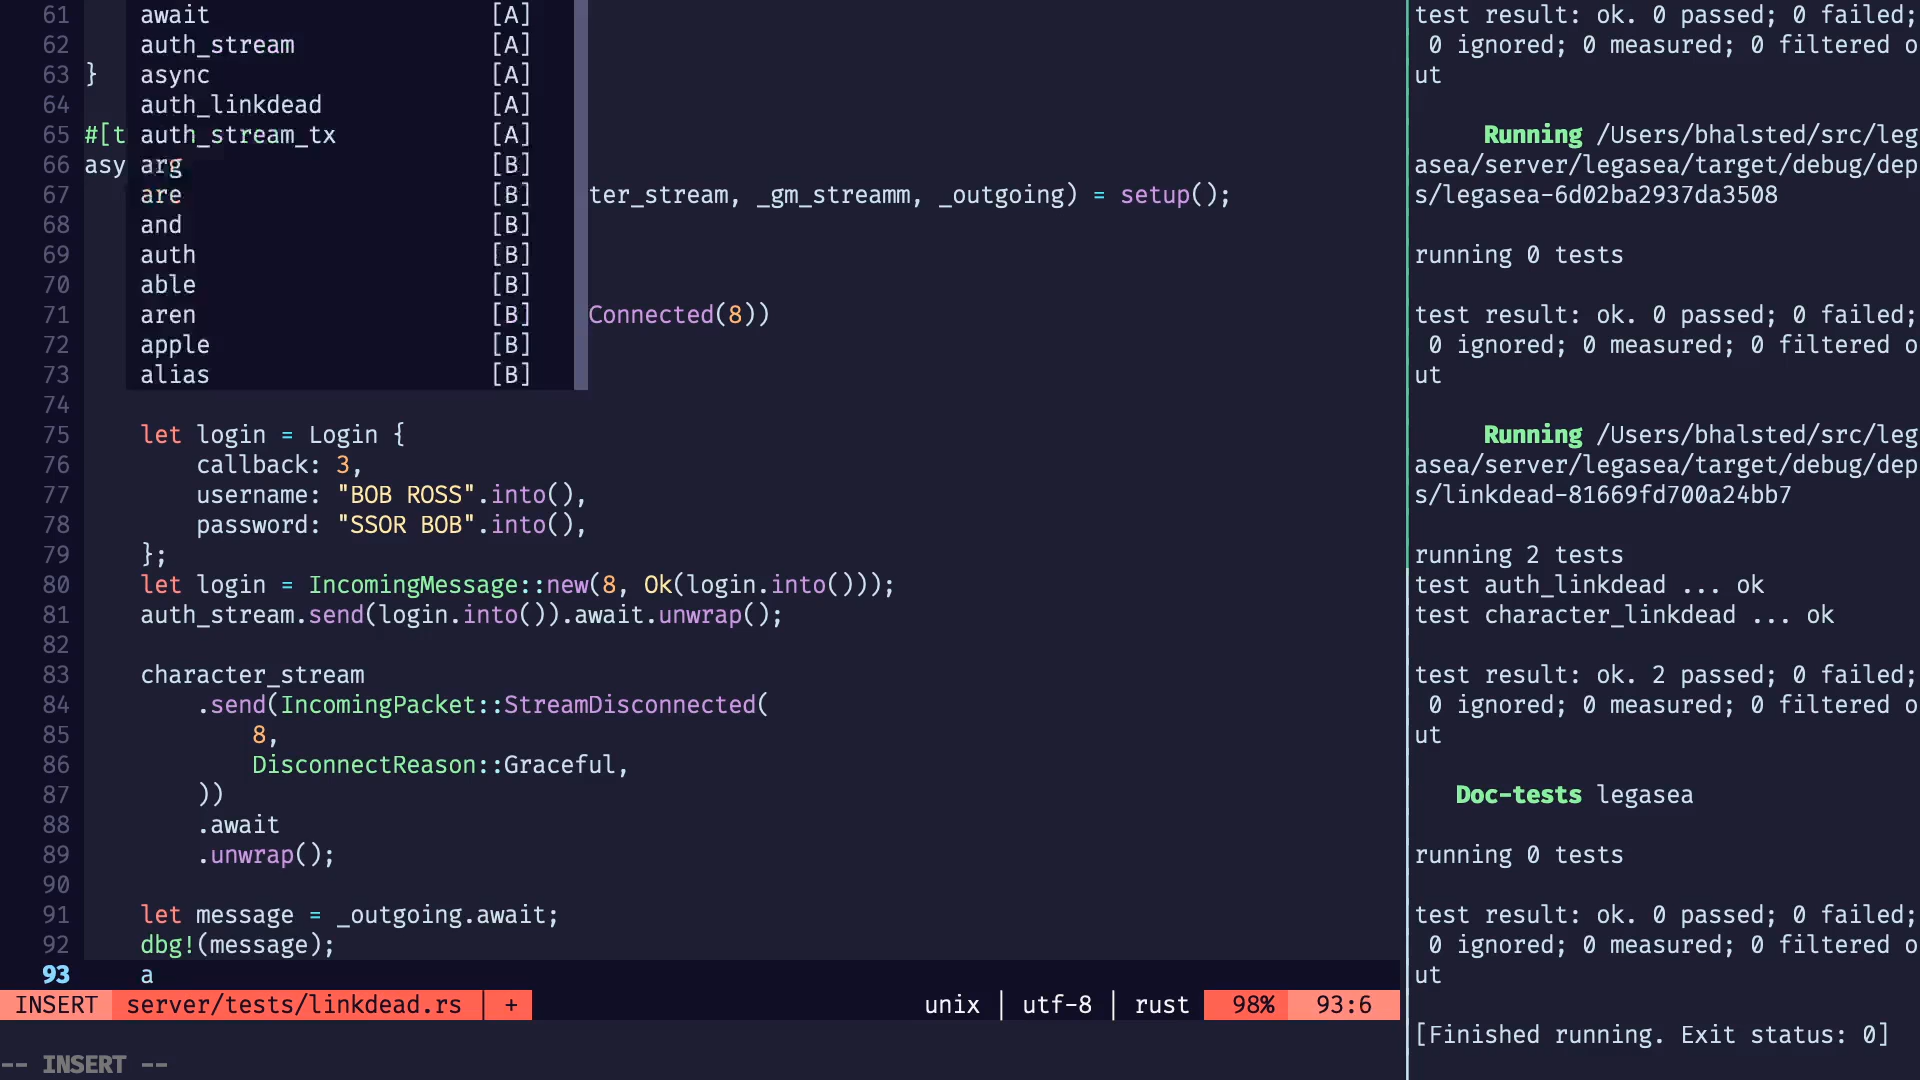 61 await [A]
62 auth_stream [A]
63 } async [A]
64 auth_linkdead [A]
65 #[t auth_stream_tx [A]
66 asy arg [B]
67 are [B] ter_stream, _gm_streamm, _outgoing) = setup();
68 and [B]
69 auth [B]
70 able [B]
71 aren [B] Connected(8))
72 apple [B]
73 alias [B]
74
75 let login = Login {
76 callback: 3,
77 username: "BOB ROSS".into(),
78 password: "SSOR BOB".into(),
79 };
80 let login = IncomingMessage::new(8, Ok(login.into()));
81 auth_stream.send(login.into()).await.unwrap();
82
83 character_stream
84 .send(IncomingPacket::StreamDisconnected(
85 8,
86 DisconnectReason::Graceful,
87 ))
88 .await
89 .unwrap();
90
91 let message = _outgoing.await;
92 dbg!(message);
93 a
INSERT server/tests/linkdead.rs | + unix | utf-8 | rust 98% 93:6
-- INSERT --
test result: ok. 0 passed; 0 failed;
0 ignored; 0 measured; 0 filtered o
ut
Running /Users/bhalsted/src/leg
asea/server/legasea/target/debug/dep
s/legasea-6d02ba2937da3508
running 0 tests
test result: ok. 0 passed; 0 failed;
0 ignored; 0 measured; 0 filtered o
ut
Running /Users/bhalsted/src/leg
asea/server/legasea/target/debug/dep
s/linkdead-81669fd700a24bb7
running 2 tests
test auth_linkdead ... ok
test character_linkdead ... ok
test result: ok. 2 passed; 0 failed;
0 ignored; 0 measured; 0 filtered o
ut
Doc-tests legasea
running 0 tests
test result: ok. 0 passed; 0 failed;
0 ignored; 0 measured; 0 filtered o
ut
[Finished running. Exit status: 0]